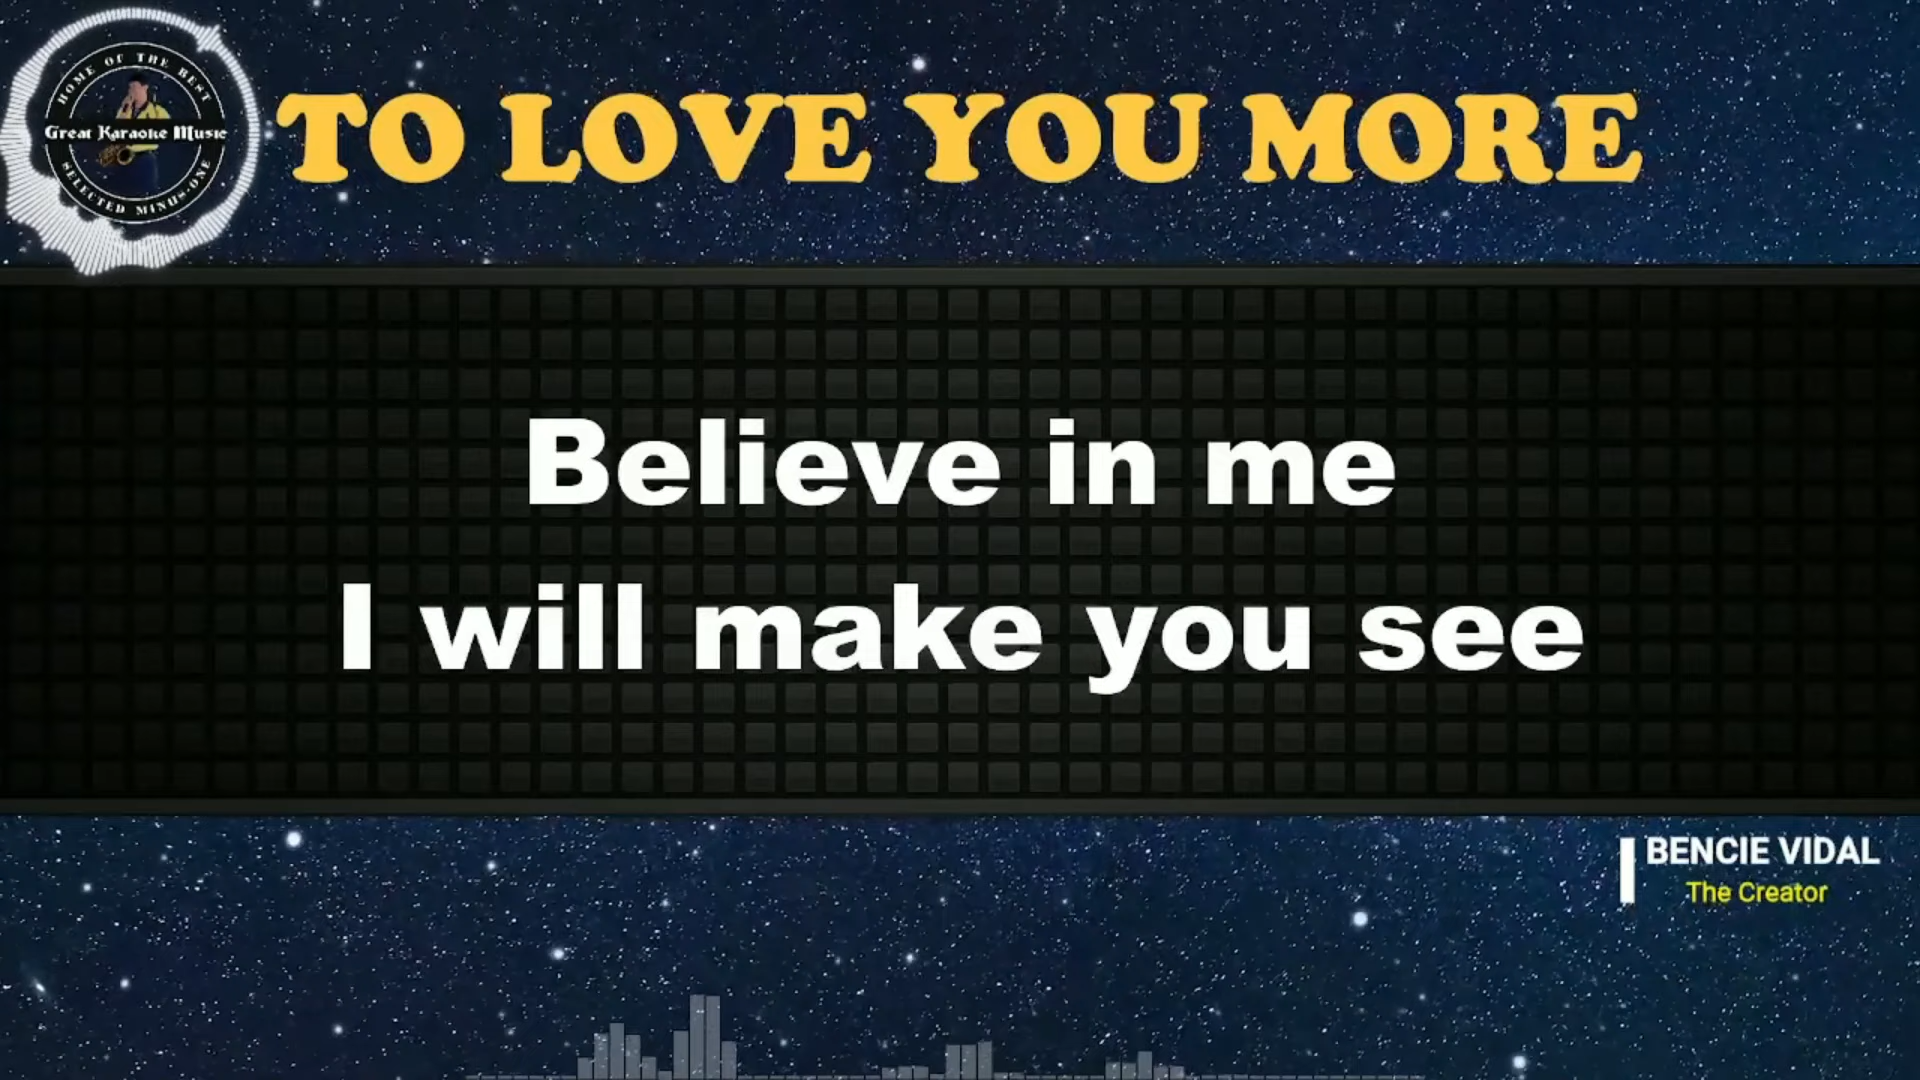 HOME OF THE BEST
Great Karaoke Music
SELECTED MINUS-ONE
TO LOVE YOU MORE
Believe in me
I will make you see
BENCIE VIDAL
The Creator